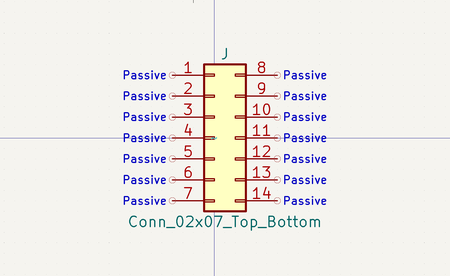 J
Passive 1 8 Passive
Passive 2 9 Passive
Passive 3 10 Passive
Passive 4 11 Passive
Passive 5 12 Passive
Passive 6 13 Passive
Passive 7 14 Passive
Conn_02x07_Top_Bottom